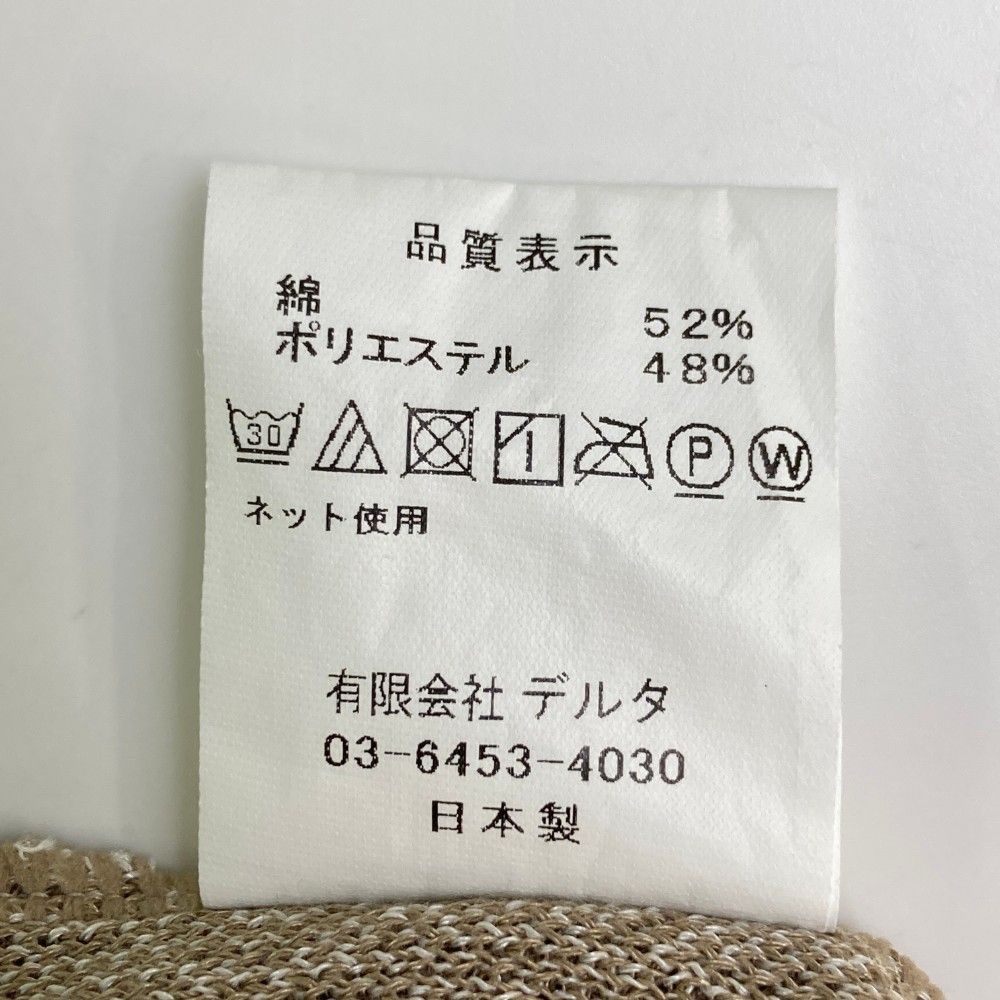 品質表示
綿 52%
ポリエステル 48%
30 P W
ネット使用
有限会社 デルタ
03-6453-4030
日本製